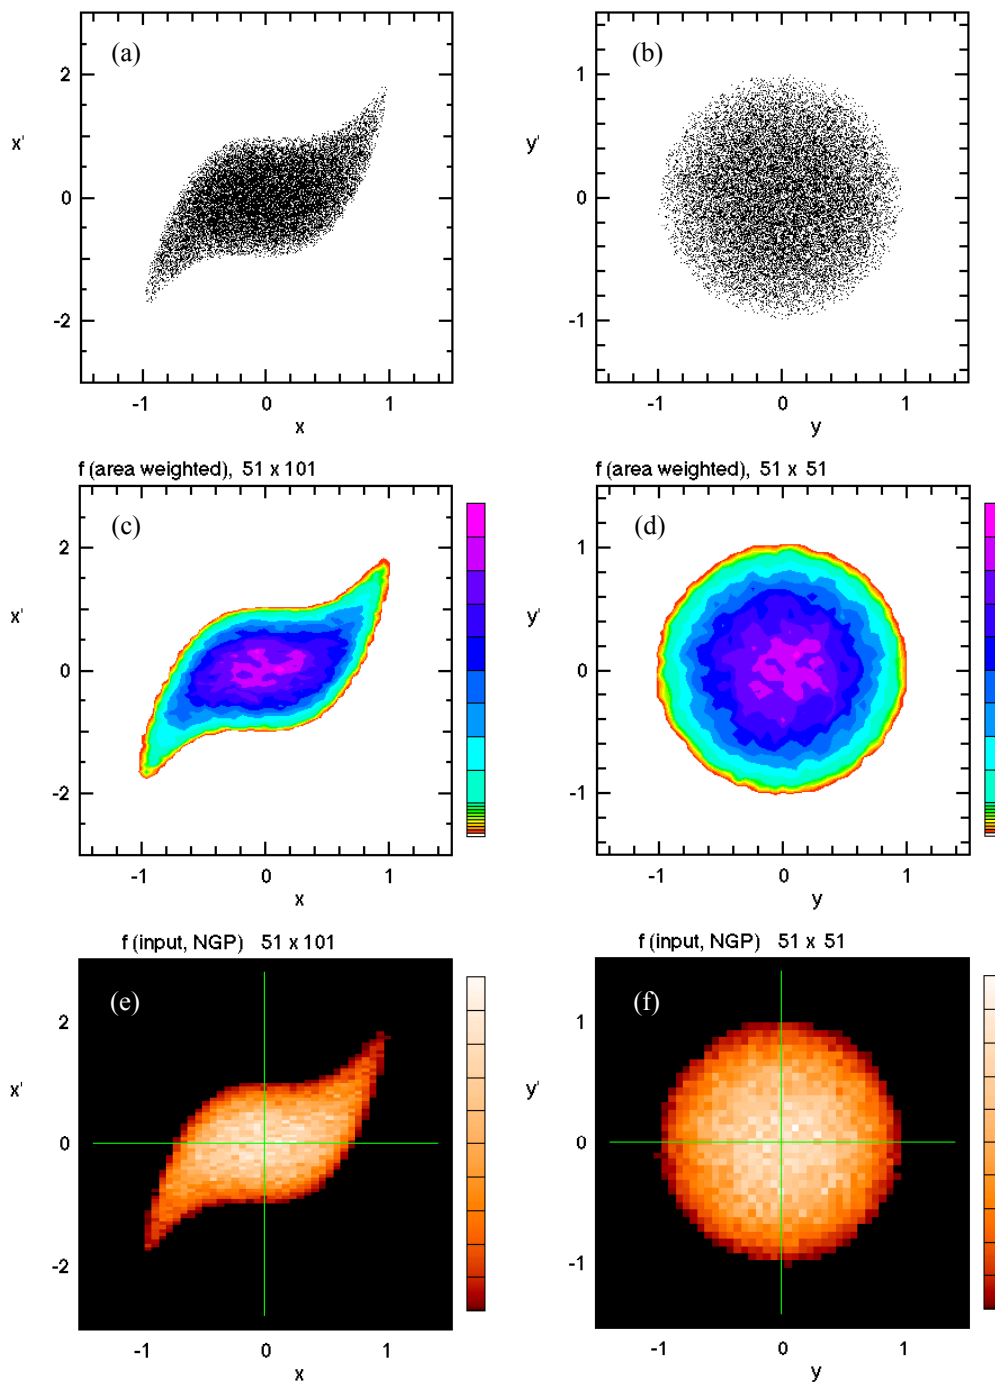 (a)
2
0
-2
x'
-1 0 1
x
(b)
1
0
-1
y'
-1 0 1
y
f (area weighted), 51 x 101
(c)
2
0
-2
x'
-1 0 1
x
f (area weighted), 51 x 51
(d)
1
0
-1
y'
-1 0 1
y
f (input, NGP) 51 x 101
(e)
2
0
-2
x'
-1 0 1
x
f (input, NGP) 51 x 51
(f)
1
0
-1
y'
-1 0 1
y